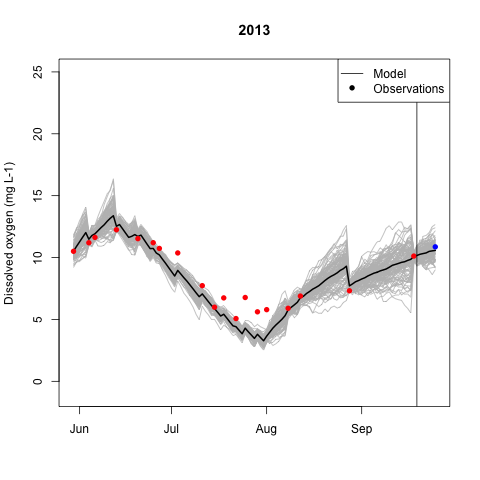 2013
Model
Observations
Dissolved oxygen (mg L-1)
25
20
15
10
5
0
Jun
Jul
Aug
Sep